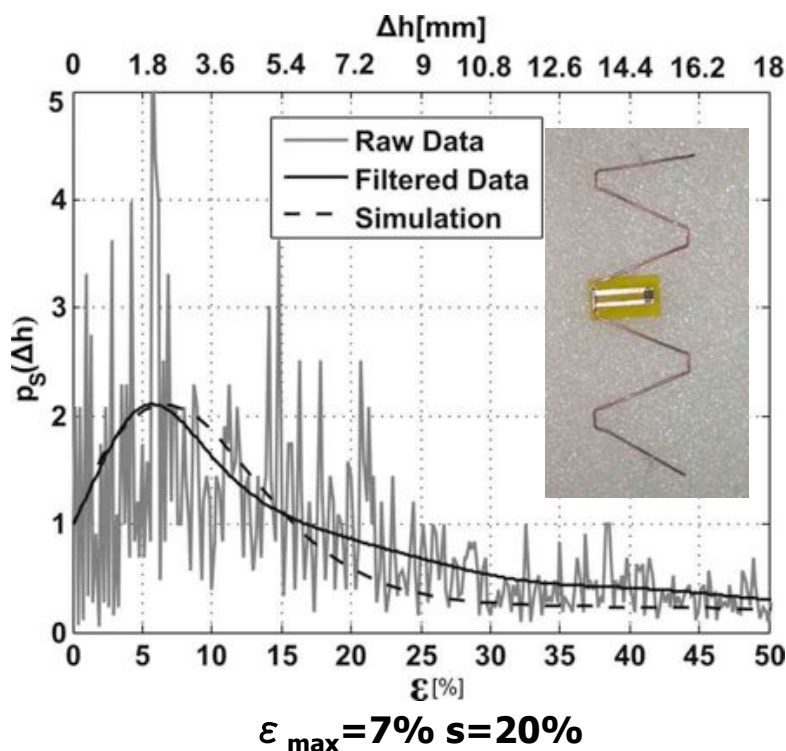 Δh[mm]
0 1.8 3.6 5.4 7.2 9 10.8 12.6 14.4 16.2 18
5
4
3
2
1
0
pS(Δh)
Raw Data
Filtered Data
Simulation
0 5 10 15 20 25 30 35 40 45 50
ε[%]
ε max=7% s=20%